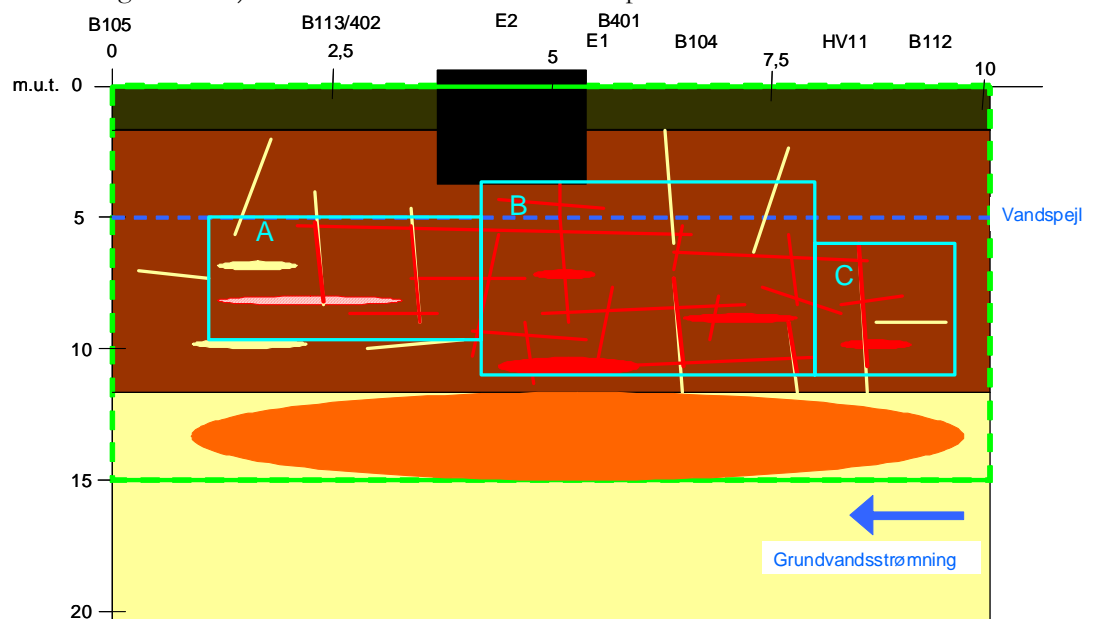 B105
B113/402
E2
B401
E1
B104
HV11
B112
0
2,5
5
7,5
10
m.u.t.
0
A
B
5
Vandspejl
C
10
15
Grundvandsstrømning
20